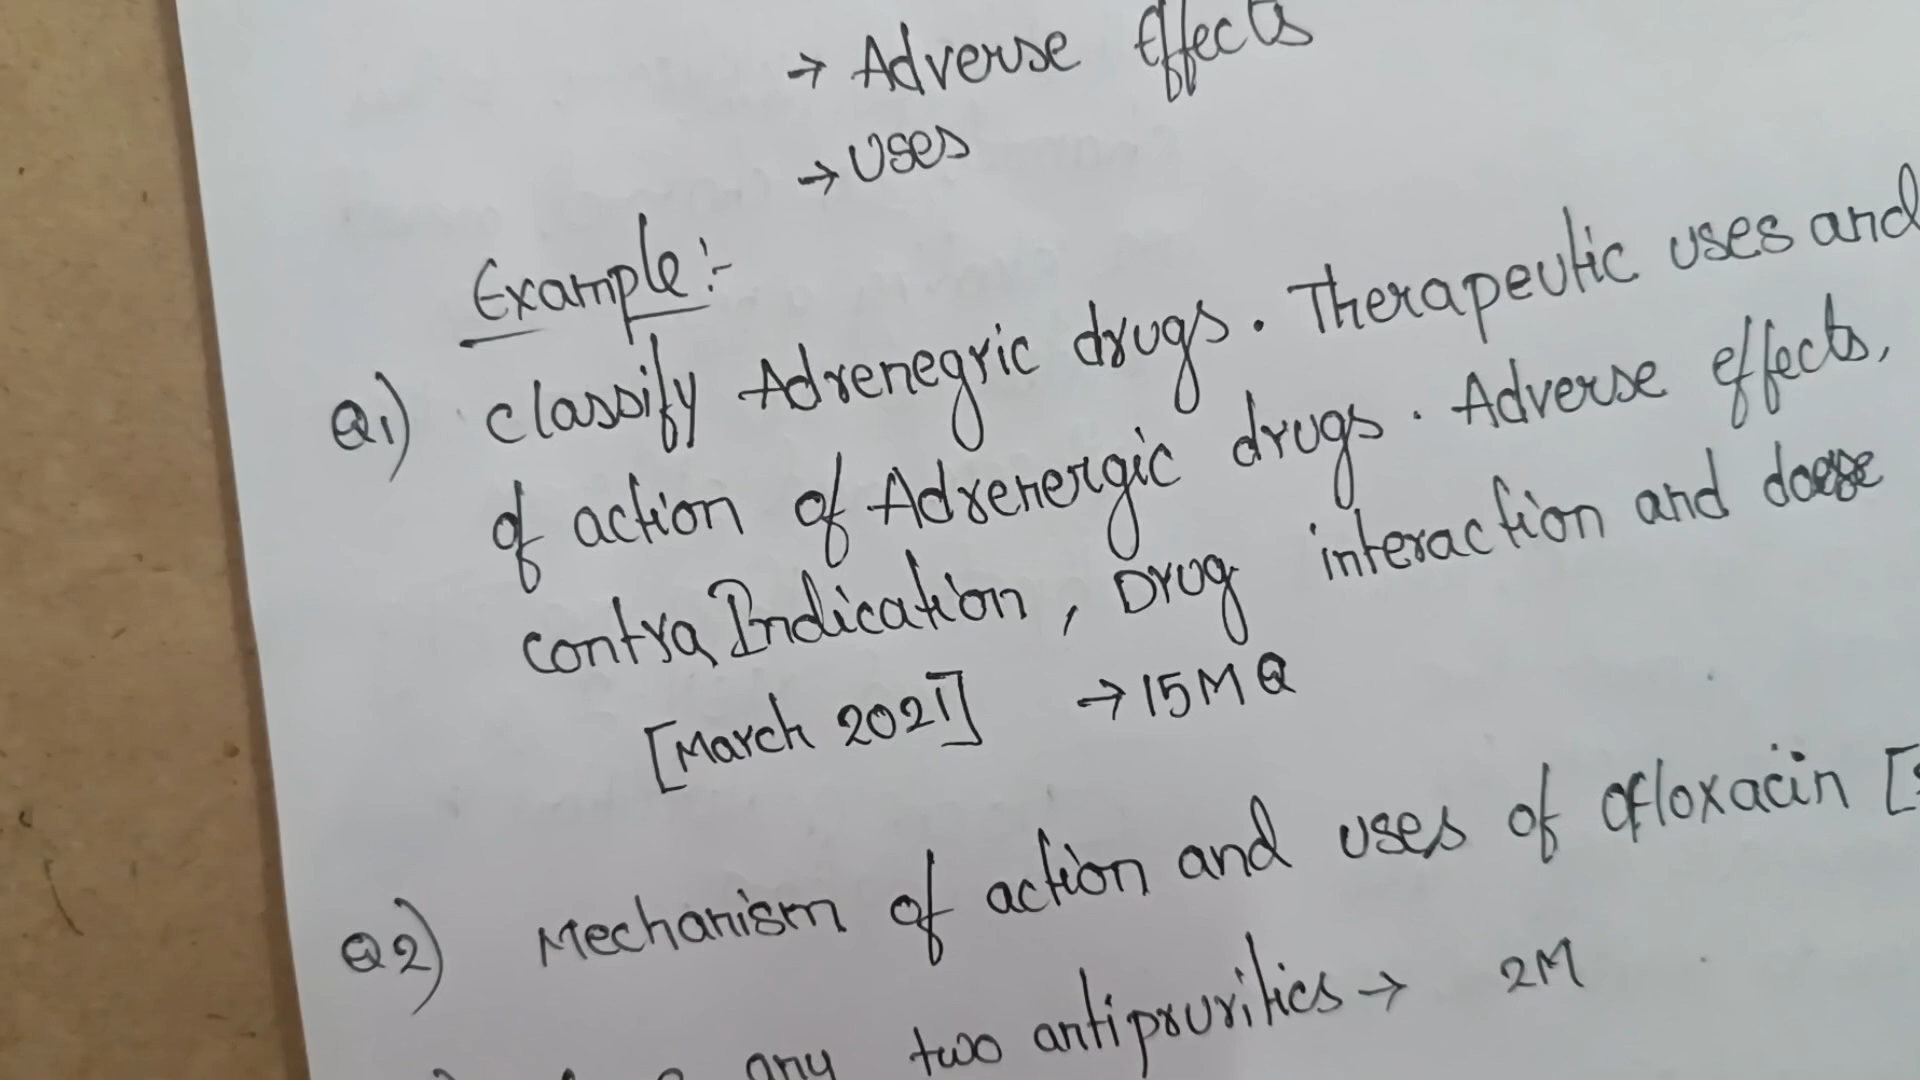 → Adverse Effects
→ Uses
Example:-
Q1) classify Adrenegric drugs. Therapeutic uses and
of action of Adrenergic drugs. Adverse effects,
contra Indication, Drug interaction and dose
[March 2021] → 15M Q
Q2) Mechanism of action and uses of ofloxacin [
any two antipruritics → 2M